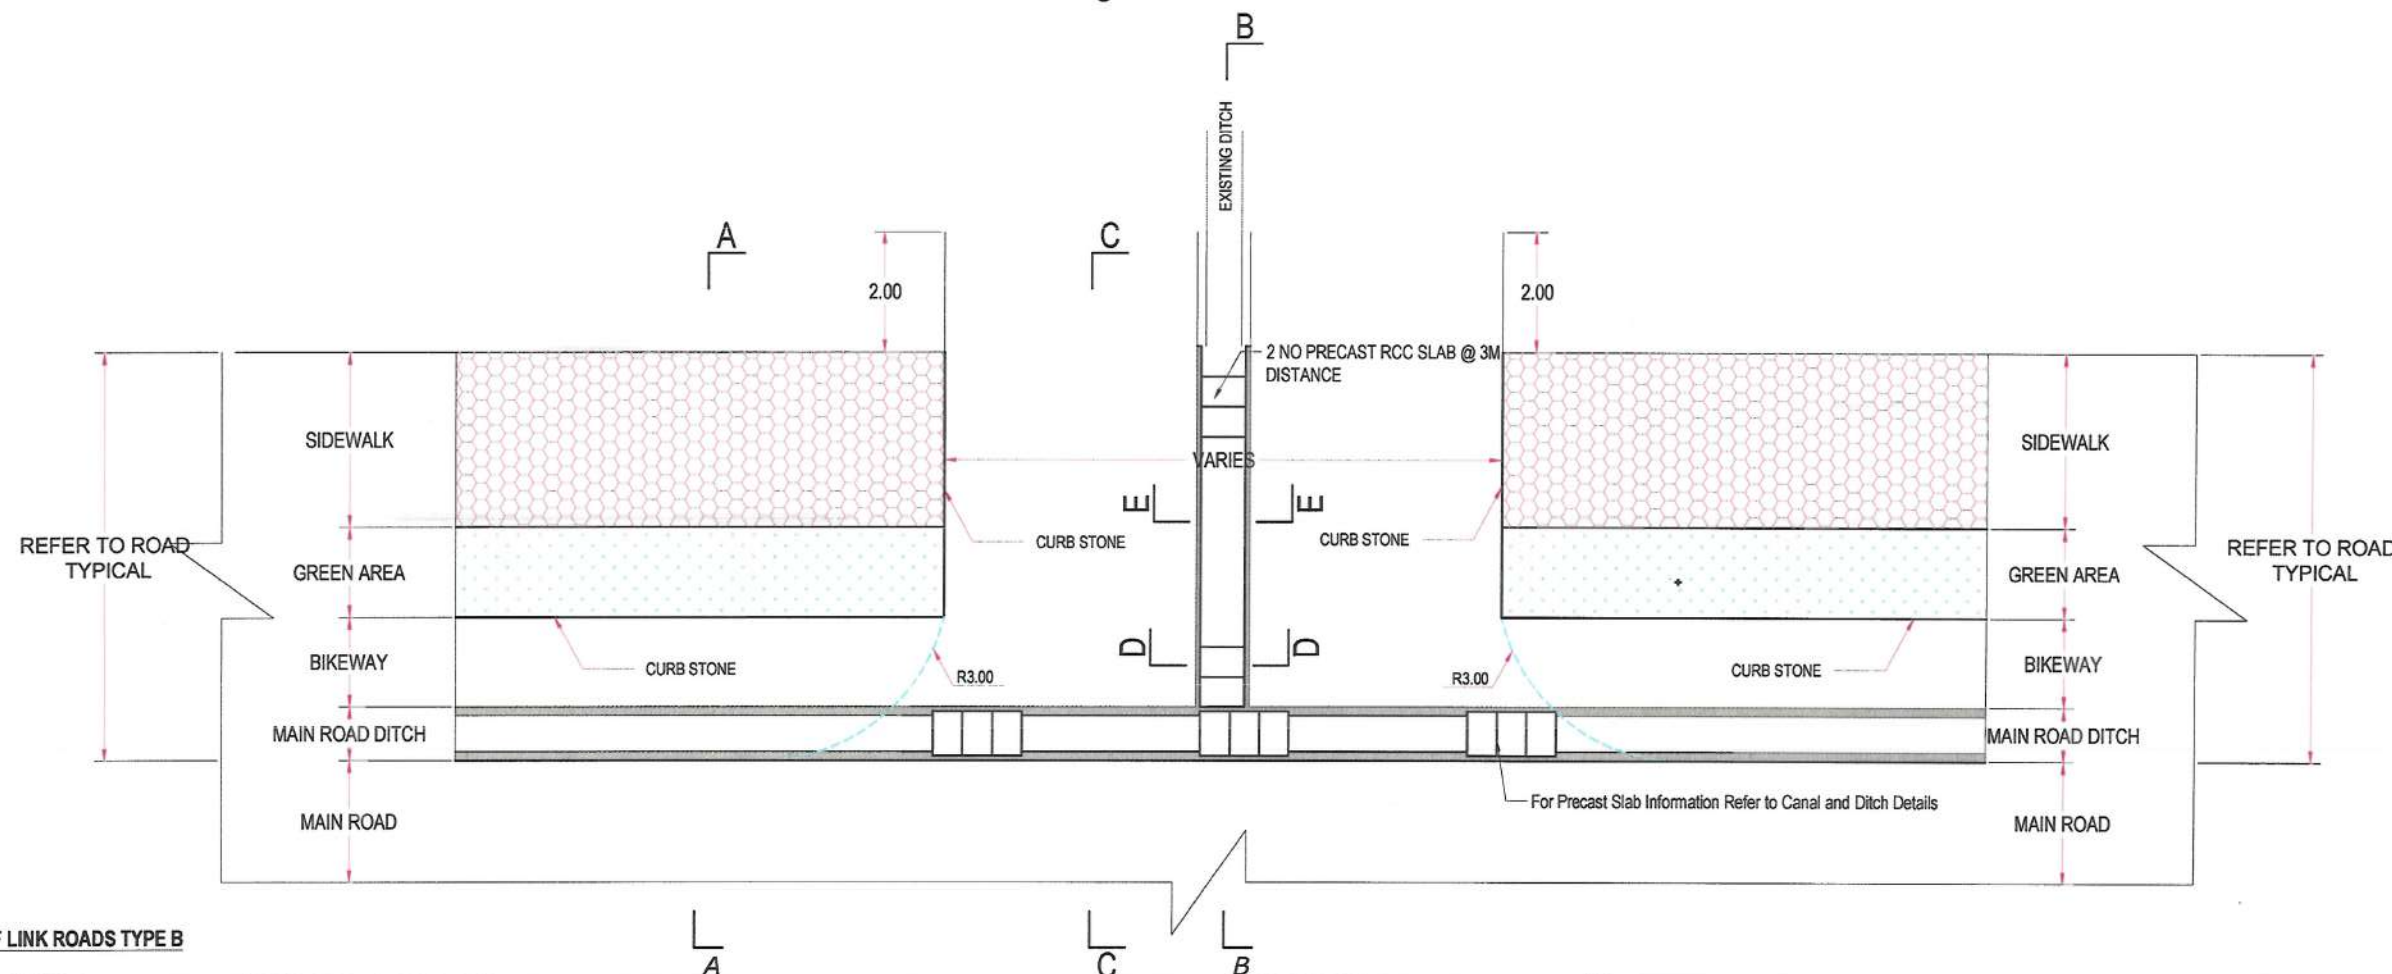 B
EXISTING DITCH
A
C
2.00
2.00
2 NO PRECAST RCC SLAB @ 3M
DISTANCE
SIDEWALK
SIDEWALK
VARIES
E
E
CURB STONE
CURB STONE
REFER TO ROAD
TYPICAL
REFER TO ROAD
TYPICAL
GREEN AREA
GREEN AREA
D
D
BIKEWAY
BIKEWAY
CURB STONE
CURB STONE
R3.00
R3.00
MAIN ROAD DITCH
MAIN ROAD DITCH
For Precast Slab Information Refer to Canal and Ditch Details
MAIN ROAD
MAIN ROAD
LINK ROADS TYPE B
A
C
B